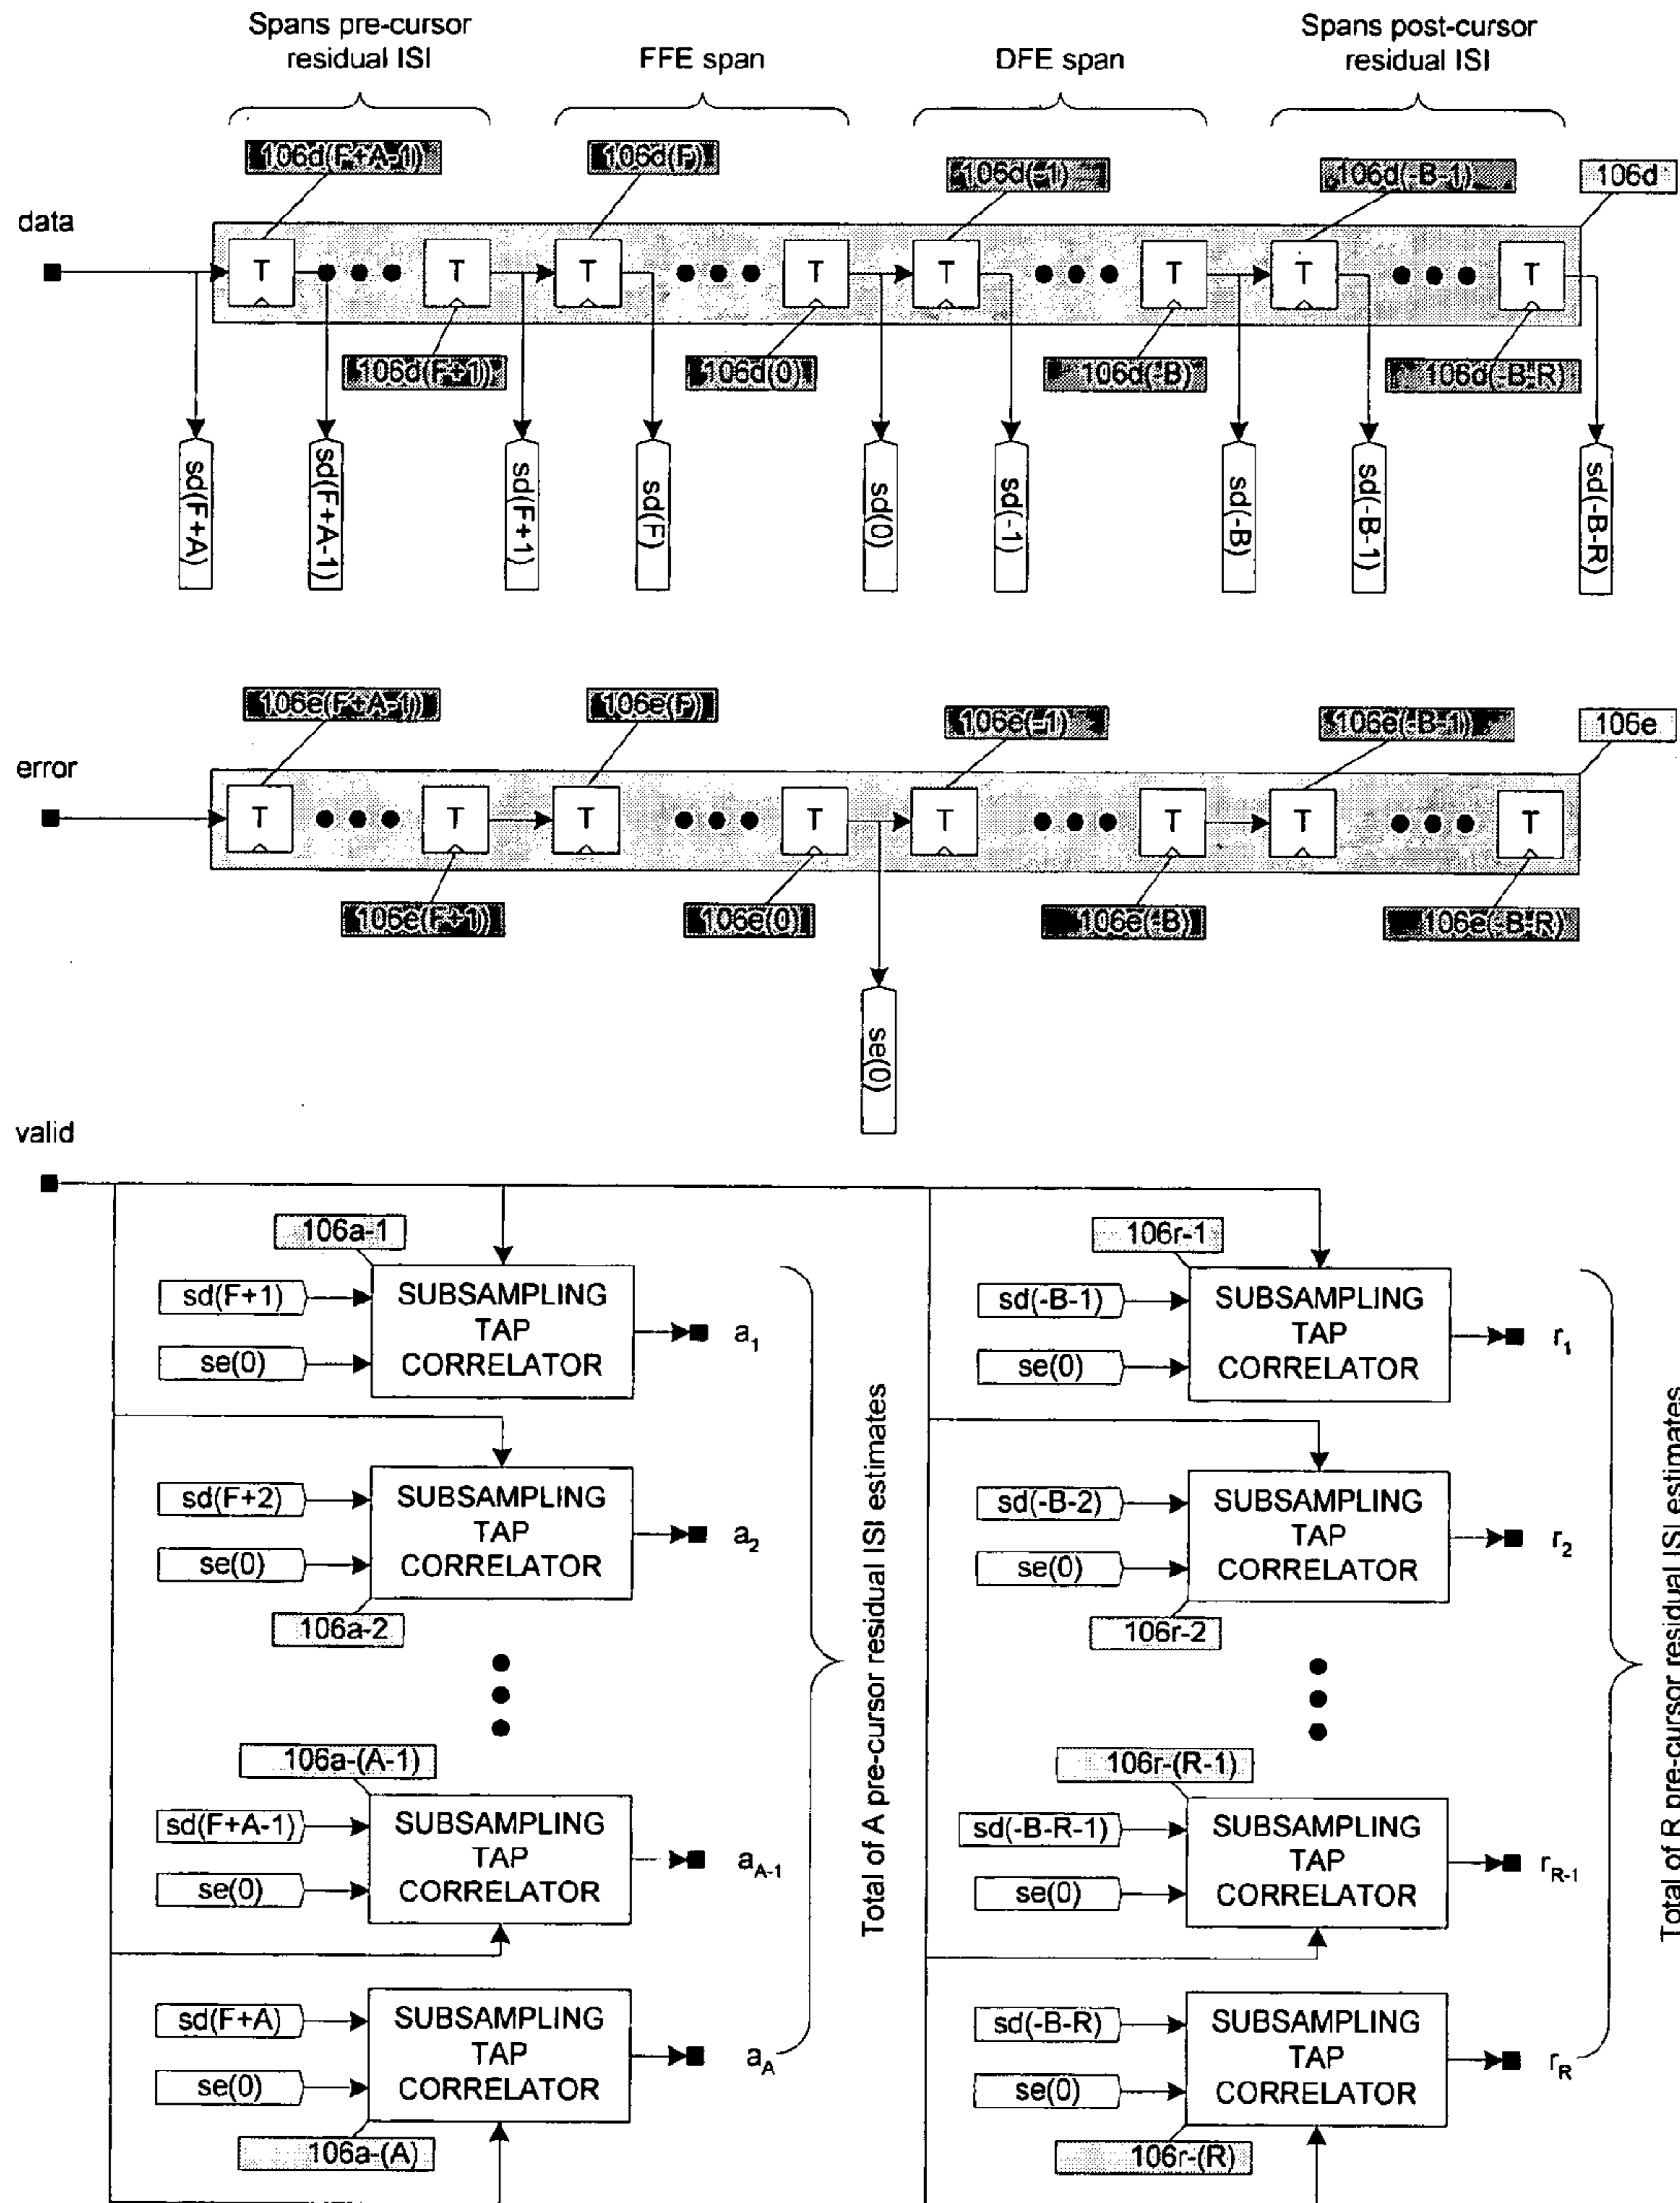 Spans pre-cursor
residual ISI
FFE span
DFE span
Spans post-cursor
residual ISI
106d(F+A-1)
106d(F)
106d(-1)
106d(-B-1)
106d
data
T
T
T
T
T
T
T
T
106d(F+1)
106d(0)
106d(-B)
106d(-B-R)
sd(F+A)
sd(F+A-1)
sd(F+1)
sd(F)
sd(0)
sd(-1)
sd(-B)
sd(-B-1)
sd(-B-R)
106e(F+A-1)
106e(F)
106e(-1)
106e(-B-1)
106e
error
T
T
T
T
T
T
T
T
106e(F+1)
106e(0)
106e(-B)
106e(-B-R)
se(0)
valid
106a-1
sd(F+1)
se(0)
SUBSAMPLING
TAP
CORRELATOR
a1
sd(F+2)
se(0)
SUBSAMPLING
TAP
CORRELATOR
a2
106a-2
106a-(A-1)
sd(F+A-1)
se(0)
SUBSAMPLING
TAP
CORRELATOR
aA-1
sd(F+A)
se(0)
SUBSAMPLING
TAP
CORRELATOR
aA
106a-(A)
Total of A pre-cursor residual ISI estimates
106r-1
sd(-B-1)
se(0)
SUBSAMPLING
TAP
CORRELATOR
r1
sd(-B-2)
se(0)
SUBSAMPLING
TAP
CORRELATOR
r2
106r-2
106r-(R-1)
sd(-B-R-1)
se(0)
SUBSAMPLING
TAP
CORRELATOR
rR-1
sd(-B-R)
se(0)
SUBSAMPLING
TAP
CORRELATOR
rR
106r-(R)
Total of R pre-cursor residual ISI estimates